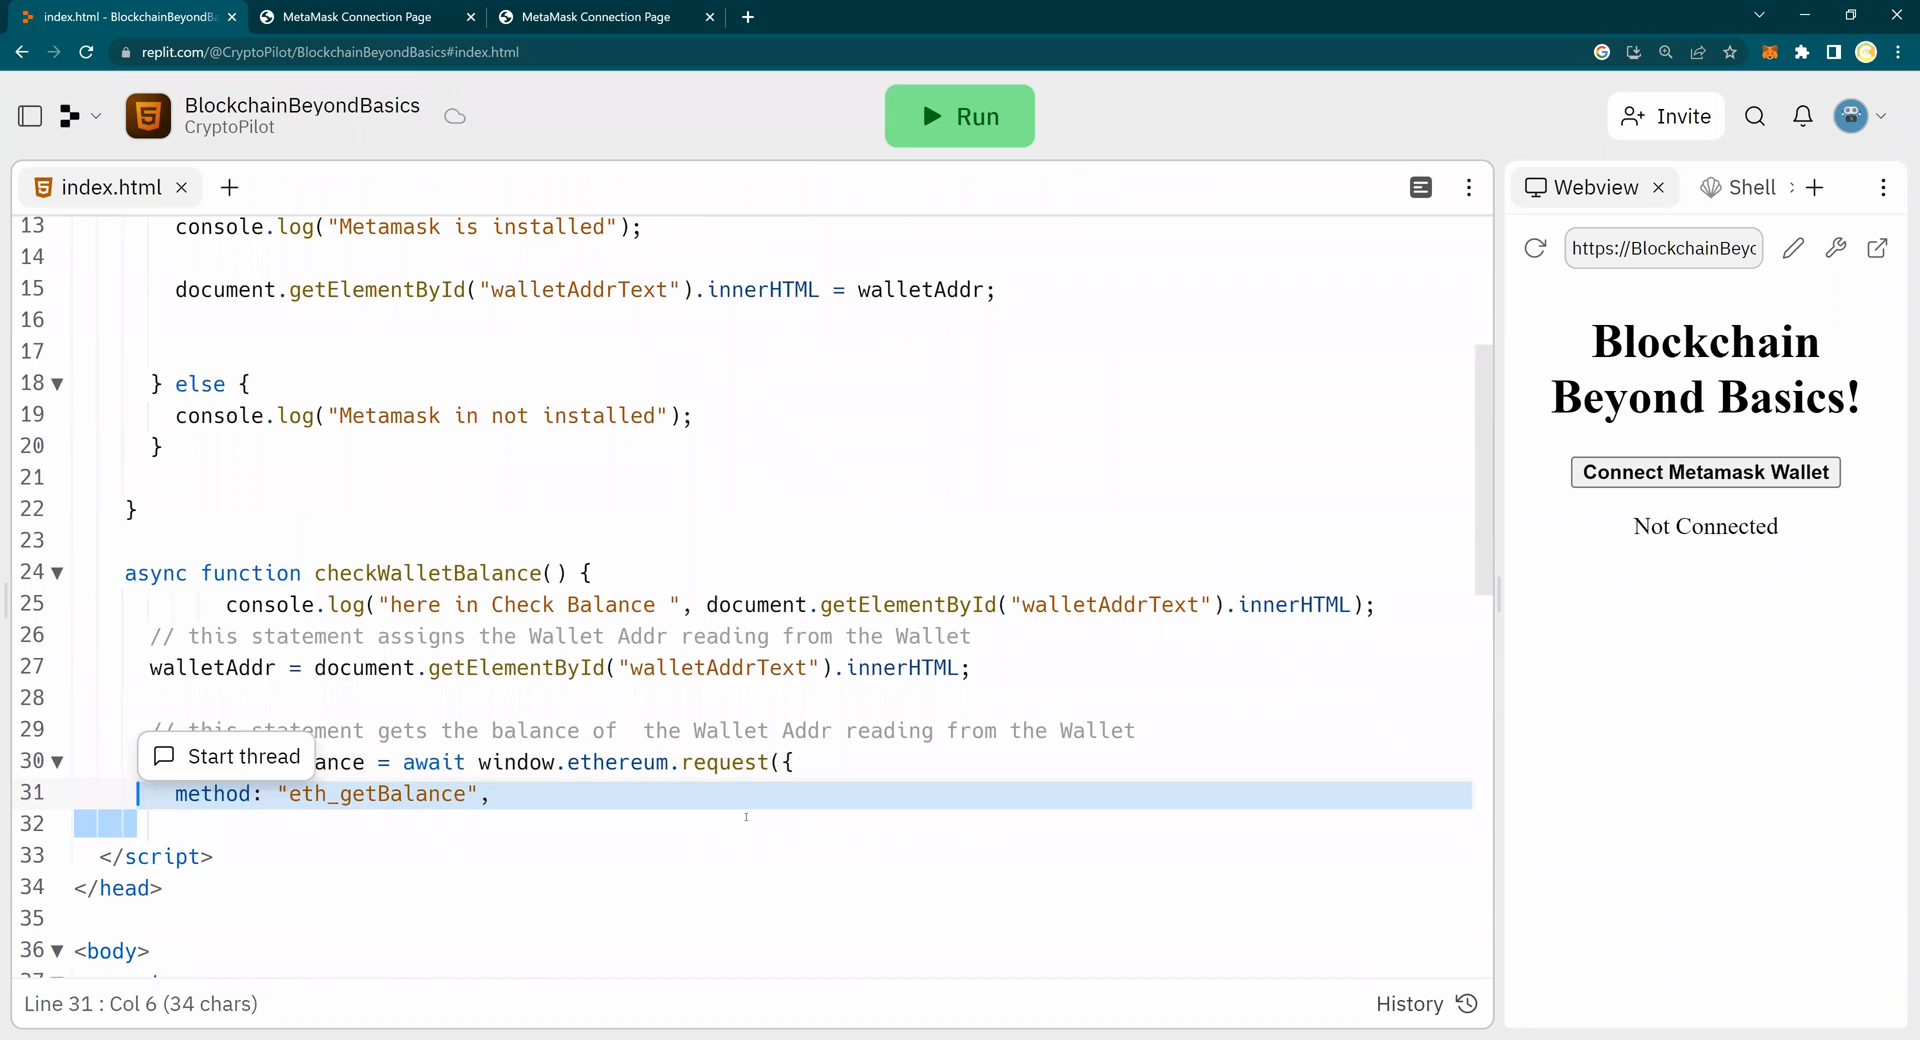 index.html - BlockchainBeyondBa
MetaMask Connection Page
MetaMask Connection Page
replit.com/@CryptoPilot/BlockchainBeyondBasics#index.html
BlockchainBeyondBasics
CryptoPilot
Run
Invite
index.html
Webview
Shell
https://BlockchainBeyc
13 console.log("Metamask is installed");
14
15 document.getElementById("walletAddrText").innerHTML = walletAddr;
16
17
18 } else {
19 console.log("Metamask in not installed");
20 }
21
22 }
23
24 async function checkWalletBalance() {
25 console.log("here in Check Balance ", document.getElementById("walletAddrText").innerHTML);
26 // this statement assigns the Wallet Addr reading from the Wallet
27 walletAddr = document.getElementById("walletAddrText").innerHTML;
28
29 // this statement gets the balance of  the Wallet Addr reading from the Wallet
Start thread
30 ance = await window.ethereum.request({
31 method: "eth_getBalance",
32
33 </script>
34 </head>
35
36 <body>
Line 31 : Col 6 (34 chars)
History
Blockchain
Beyond Basics!
Connect Metamask Wallet
Not Connected